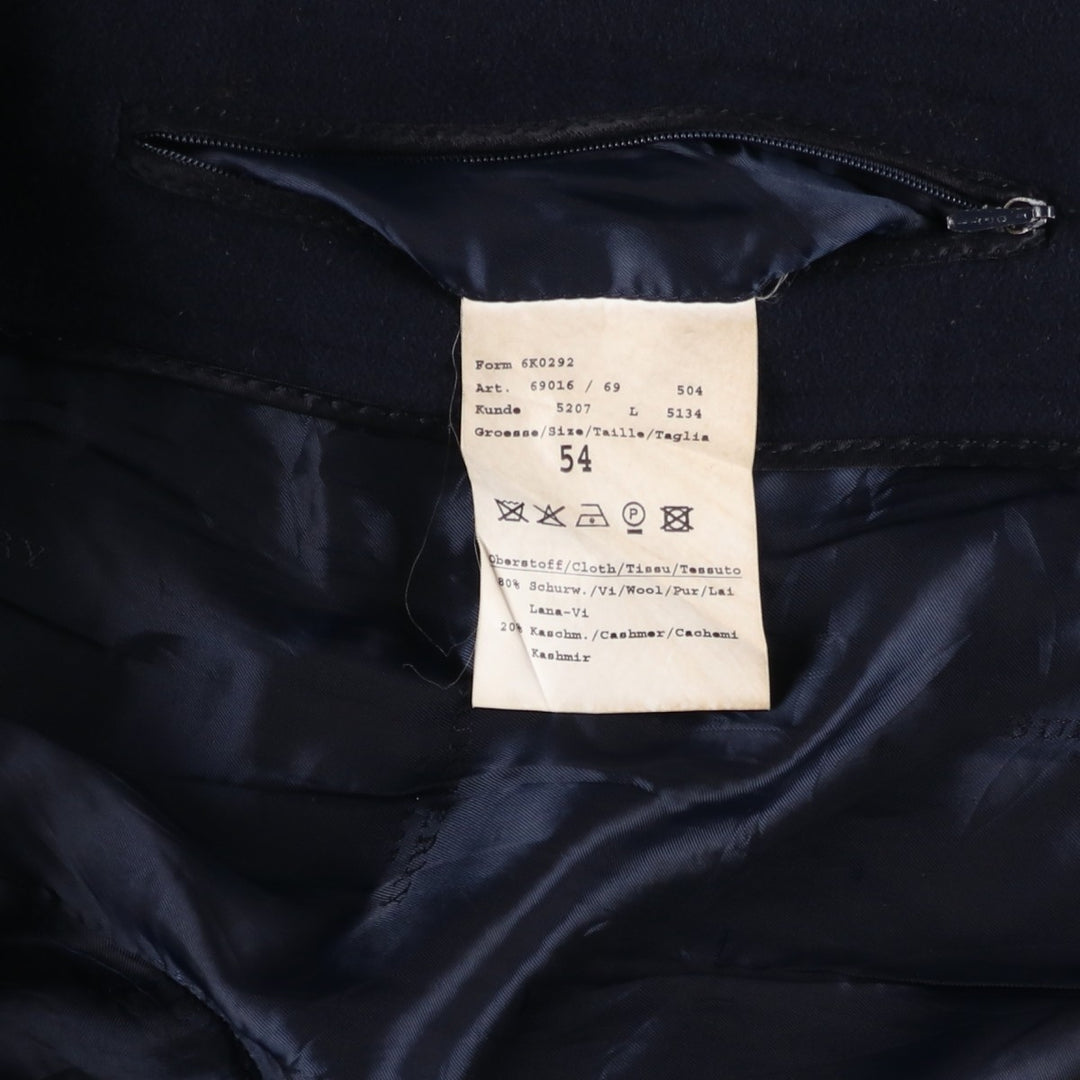 Form 6K0292
Art. 69016 / 69 504
Kunde 5207 L 5134
Groesse/Size/Taille/Taglia
54
P
Oberstoff/Cloth/Tissu/Tessuto
80% Schurw./Vi/Wool/Pur/Lai
Lana-Vi
20% Kaschm./Cashmer/Cachemi
Kashmir